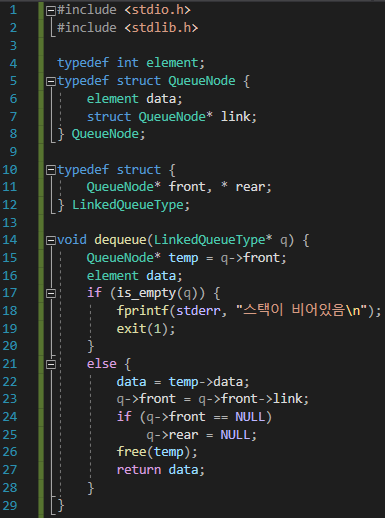 1 #include <stdio.h>
2 #include <stdlib.h>
3
4 typedef int element;
5 typedef struct QueueNode {
6     element data;
7     struct QueueNode* link;
8 } QueueNode;
9
10 typedef struct {
11     QueueNode* front, * rear;
12 } LinkedQueueType;
13
14 void dequeue(LinkedQueueType* q) {
15     QueueNode* temp = q->front;
16     element data;
17     if (is_empty(q)) {
18         fprintf(stderr, "스택이 비어있음\n");
19         exit(1);
20     }
21     else {
22         data = temp->data;
23         q->front = q->front->link;
24         if (q->front == NULL)
25             q->rear = NULL;
26         free(temp);
27         return data;
28     }
29 }